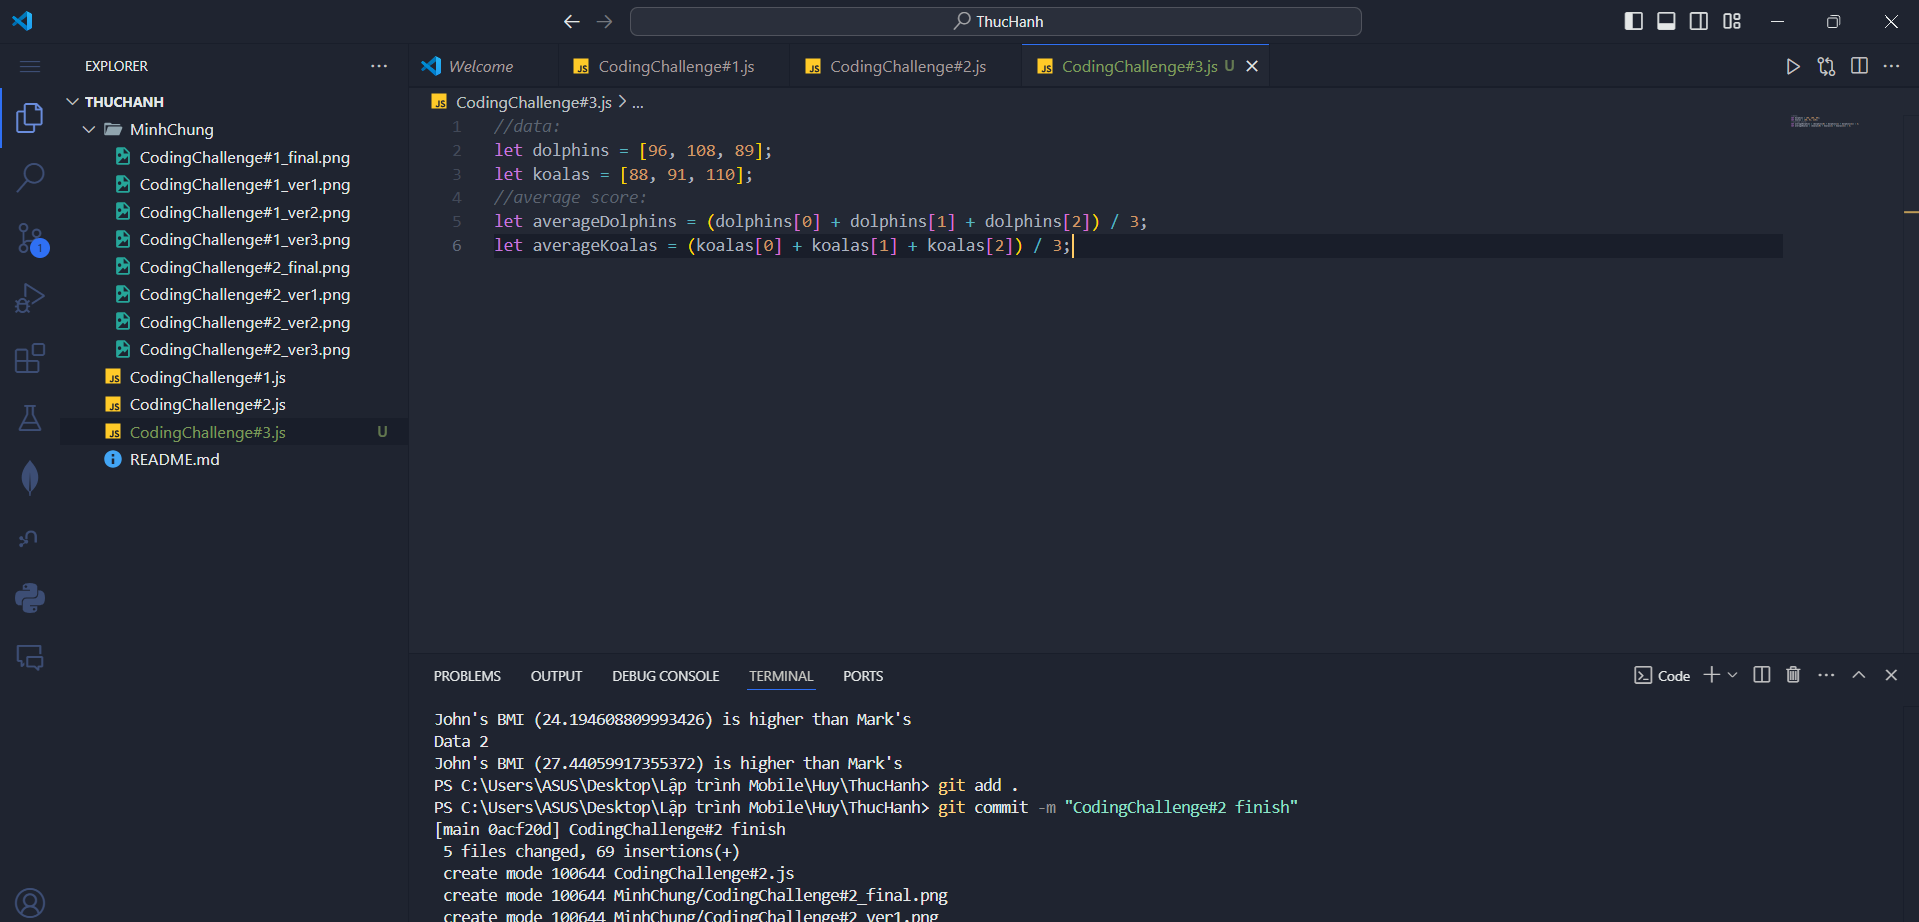 ThucHanh
EXPLORER
THUCHANH
MinhChung
CodingChallenge#1_final.png
CodingChallenge#1_ver1.png
CodingChallenge#1_ver2.png
CodingChallenge#1_ver3.png
CodingChallenge#2_final.png
CodingChallenge#2_ver1.png
CodingChallenge#2_ver2.png
CodingChallenge#2_ver3.png
JS CodingChallenge#1.js
JS CodingChallenge#2.js
JS CodingChallenge#3.js U
README.md
1
Welcome
JS CodingChallenge#1.js
JS CodingChallenge#2.js
JS CodingChallenge#3.js U
JS CodingChallenge#3.js > ...
1 //data:
2 let dolphins = [96, 108, 89];
3 let koalas = [88, 91, 110];
4 //average score:
5 let averageDolphins = (dolphins[0] + dolphins[1] + dolphins[2]) / 3;
6 let averageKoalas = (koalas[0] + koalas[1] + koalas[2]) / 3;
PROBLEMS OUTPUT DEBUG CONSOLE TERMINAL PORTS
Code
John's BMI (24.194608809993426) is higher than Mark's
Data 2
John's BMI (27.44059917355372) is higher than Mark's
PS C:\Users\ASUS\Desktop\Lập trình Mobile\Huy\ThucHanh> git add .
PS C:\Users\ASUS\Desktop\Lập trình Mobile\Huy\ThucHanh> git commit -m "CodingChallenge#2 finish"
[main 0acf20d] CodingChallenge#2 finish
5 files changed, 69 insertions(+)
create mode 100644 CodingChallenge#2.js
create mode 100644 MinhChung/CodingChallenge#2_final.png
create mode 100644 MinhChung/CodingChallenge#2_ver1.png